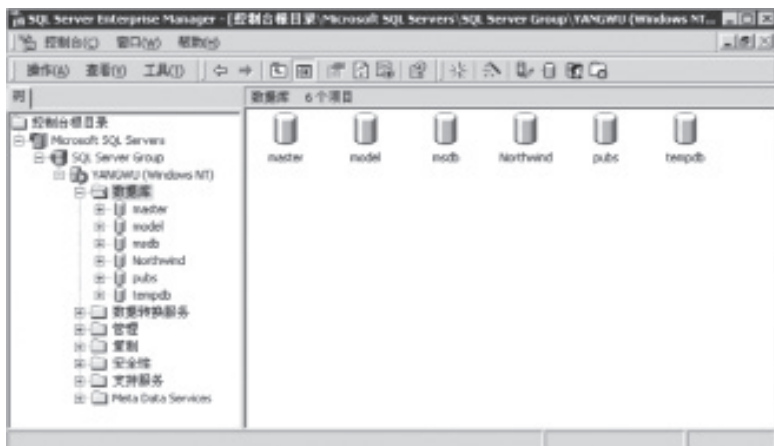 SQL Server Enterprise Manager - [控制台根目录\Microsoft SQL Servers\SQL Server Group\YANGWU (Windows NT...
控制台(C) 窗口(W) 帮助(H)
操作(A) 查看(V) 工具(T)
树
数据库 6个项目
控制台根目录
Microsoft SQL Servers
SQL Server Group
YANGWU (Windows NT)
数据库
master
model
msdb
Northwind
pubs
tempdb
数据转换服务
管理
复制
安全性
支持服务
Meta Data Services
master
model
msdb
Northwind
pubs
tempdb